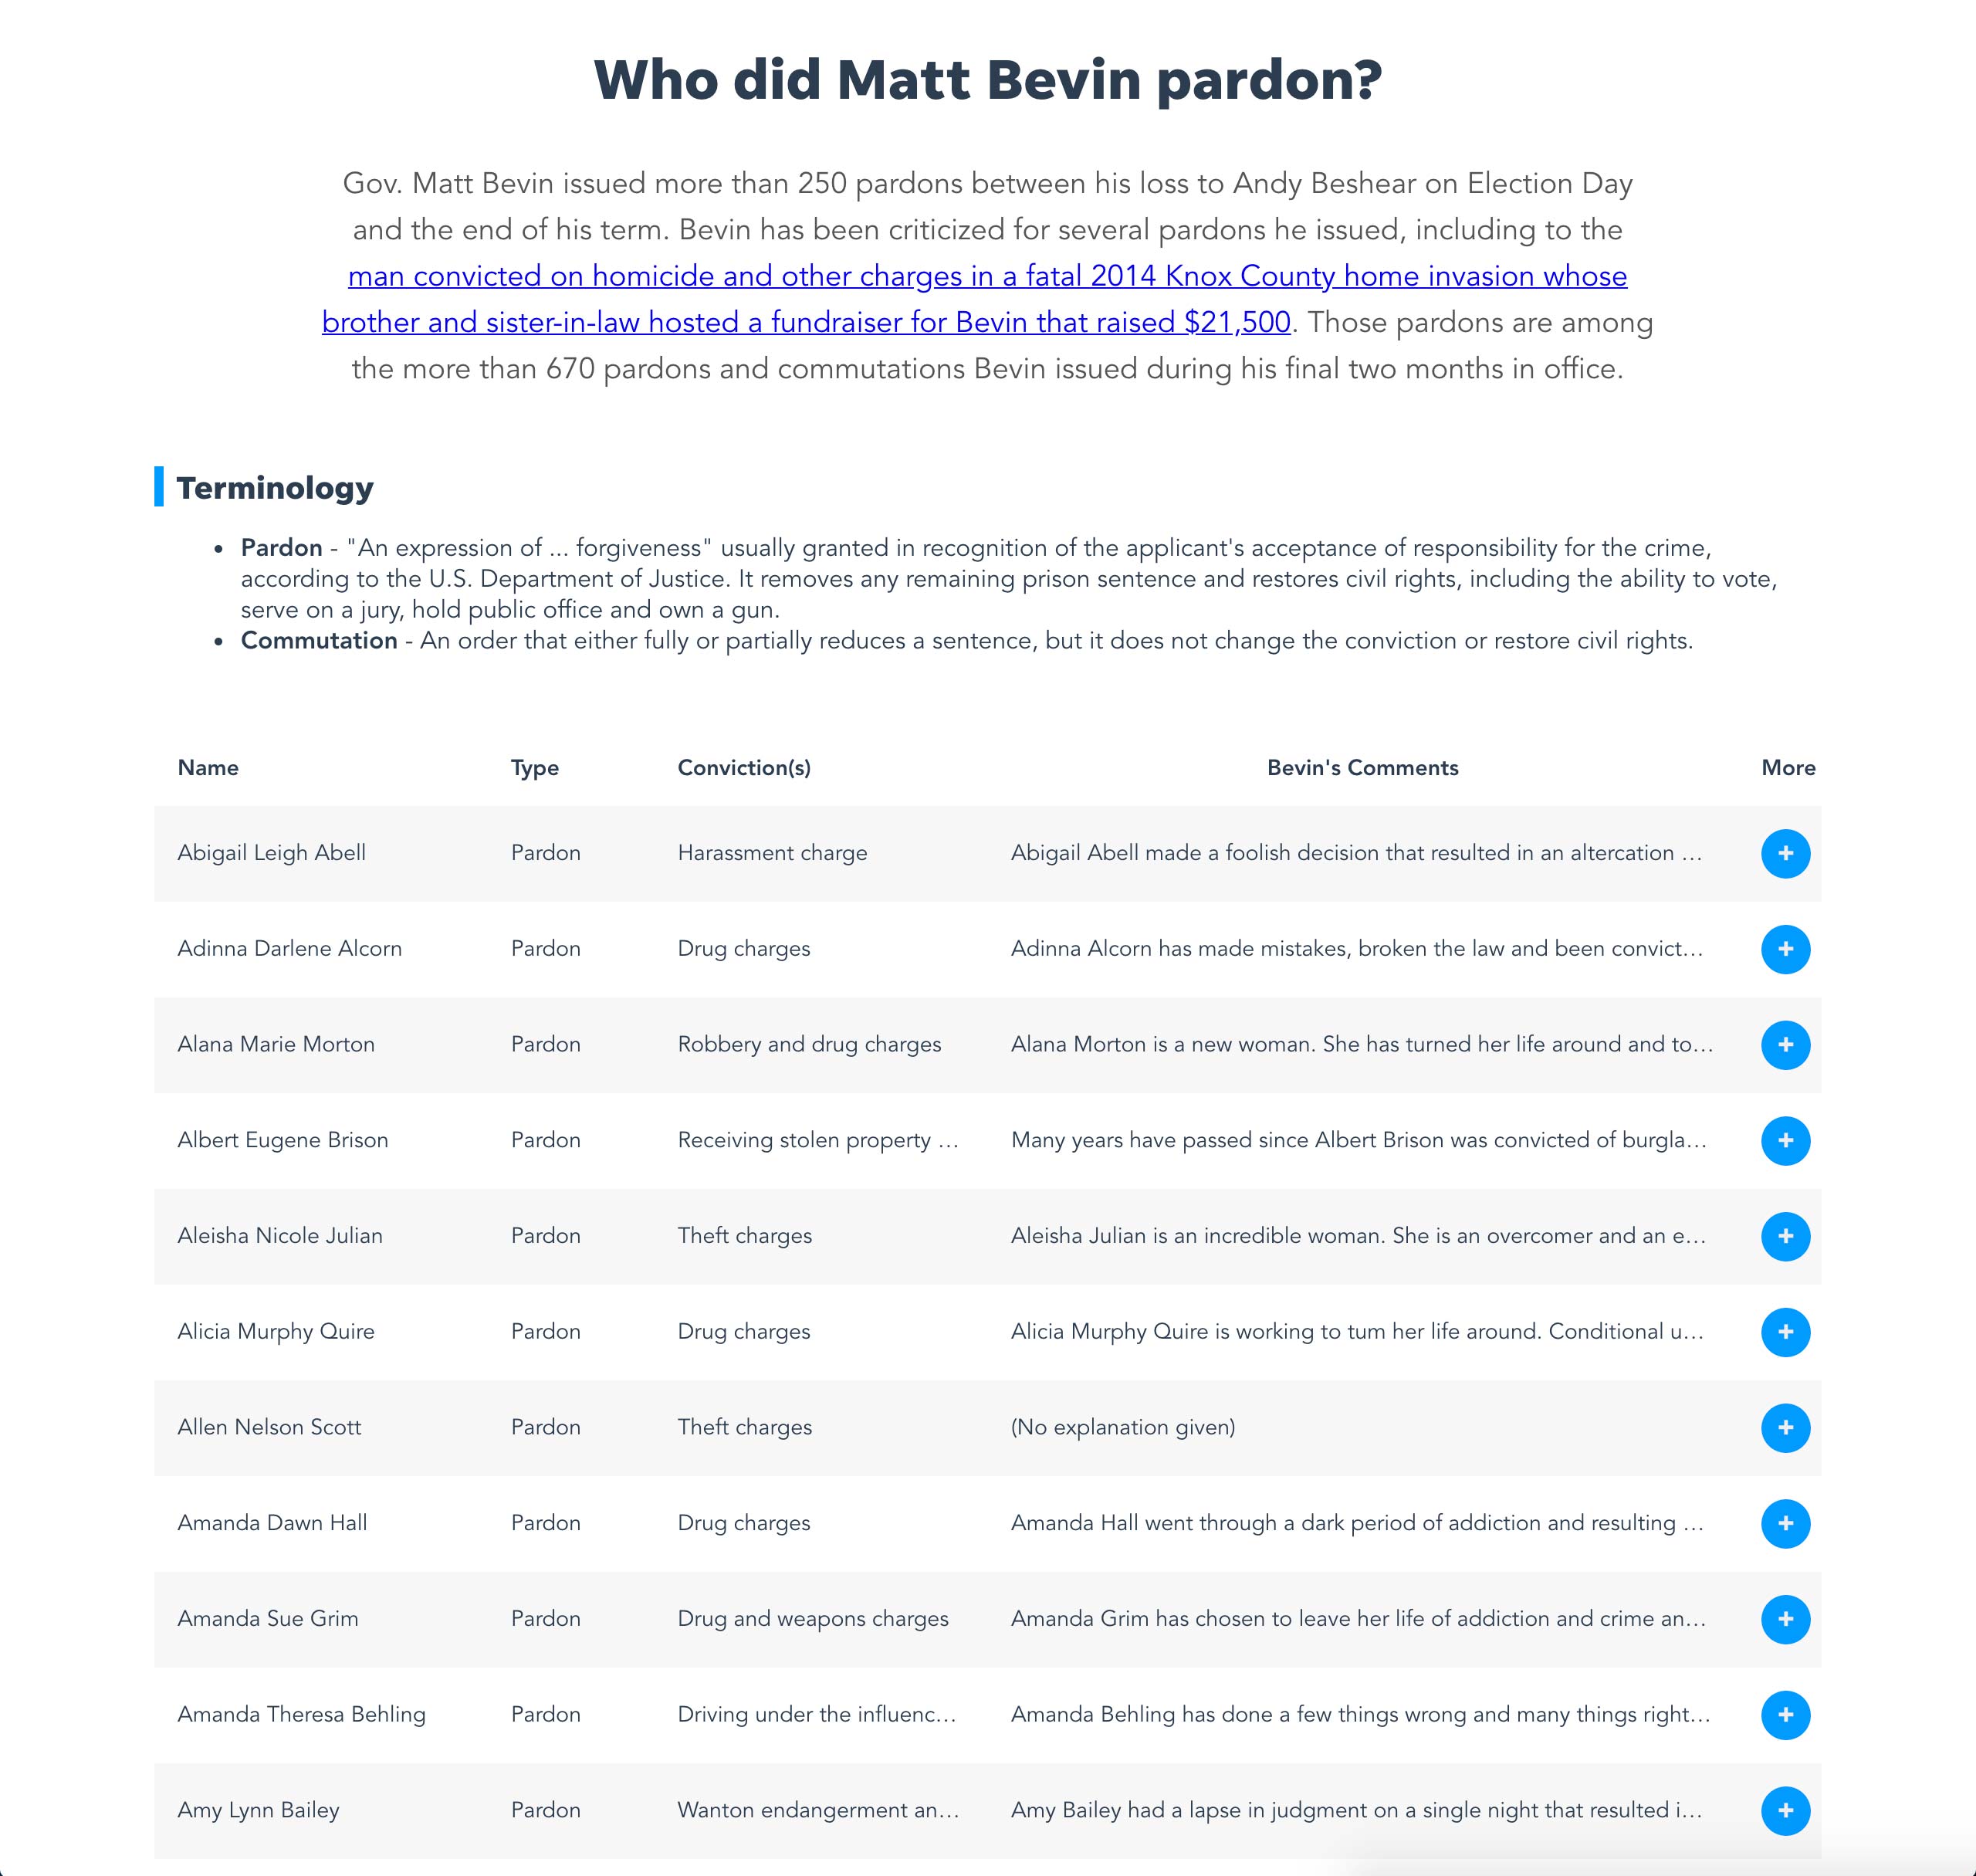 Who did Matt Bevin pardon?
Gov. Matt Bevin issued more than 250 pardons between his loss to Andy Beshear on Election Day
and the end of his term. Bevin has been criticized for several pardons he issued, including to the
man convicted on homicide and other charges in a fatal 2014 Knox County home invasion whose
brother and sister-in-law hosted a fundraiser for Bevin that raised $21,500. Those pardons are among
the more than 670 pardons and commutations Bevin issued during his final two months in office.
Terminology
• Pardon - "An expression of ... forgiveness" usually granted in recognition of the applicant's acceptance of responsibility for the crime,
according to the U.S. Department of Justice. It removes any remaining prison sentence and restores civil rights, including the ability to vote,
serve on a jury, hold public office and own a gun.
• Commutation - An order that either fully or partially reduces a sentence, but it does not change the conviction or restore civil rights.
Name Type Conviction(s) Bevin's Comments More
Abigail Leigh Abell Pardon Harassment charge Abigail Abell made a foolish decision that resulted in an altercation … +
Adinna Darlene Alcorn Pardon Drug charges Adinna Alcorn has made mistakes, broken the law and been convict… +
Alana Marie Morton Pardon Robbery and drug charges Alana Morton is a new woman. She has turned her life around and to… +
Albert Eugene Brison Pardon Receiving stolen property … Many years have passed since Albert Brison was convicted of burgla… +
Aleisha Nicole Julian Pardon Theft charges Aleisha Julian is an incredible woman. She is an overcomer and an e… +
Alicia Murphy Quire Pardon Drug charges Alicia Murphy Quire is working to tum her life around. Conditional u… +
Allen Nelson Scott Pardon Theft charges (No explanation given) +
Amanda Dawn Hall Pardon Drug charges Amanda Hall went through a dark period of addiction and resulting … +
Amanda Sue Grim Pardon Drug and weapons charges Amanda Grim has chosen to leave her life of addiction and crime an… +
Amanda Theresa Behling Pardon Driving under the influenc… Amanda Behling has done a few things wrong and many things right… +
Amy Lynn Bailey Pardon Wanton endangerment an… Amy Bailey had a lapse in judgment on a single night that resulted i… +